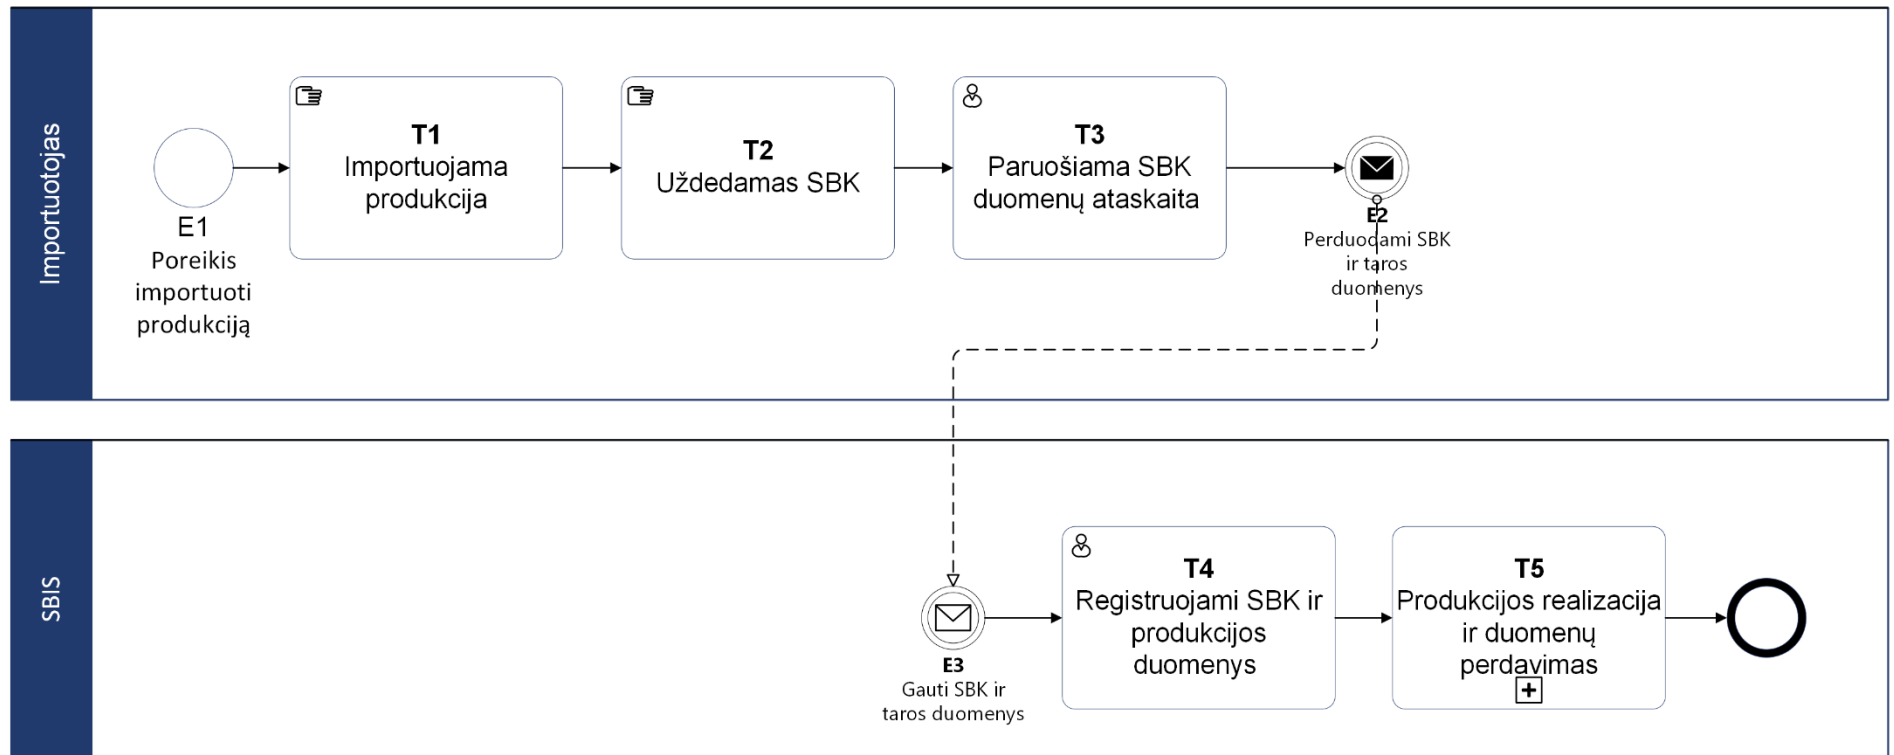 Importuotojas
E1
Poreikis
importuoti
produkciją
T1
Importuojama
produkcija
T2
Uždedamas SBK
T3
Paruošiama SBK
duomenų ataskaita
E2
Perduodami SBK
ir taros
duomenys
SBIS
E3
Gauti SBK ir
taros duomenys
T4
Registruojami SBK ir
produkcijos
duomenys
T5
Produkcijos realizacija
ir duomenų
perdavimas